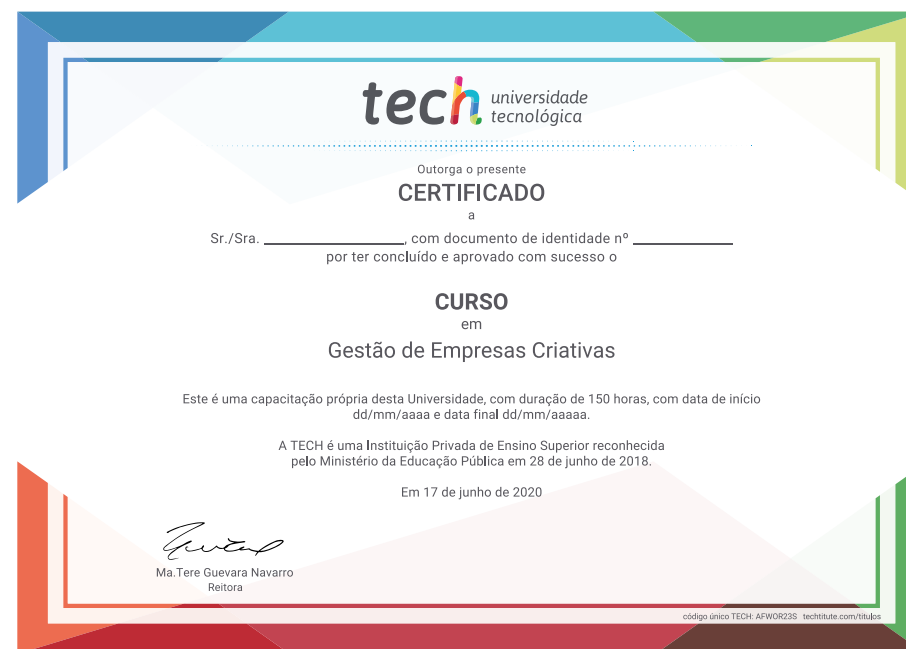 tech universidade
tecnológica
Outorga o presente
CERTIFICADO
a
Sr./Sra. ______________, com documento de identidade nº __________
por ter concluído e aprovado com sucesso o
CURSO
em
Gestão de Empresas Criativas
Este é uma capacitação própria desta Universidade, com duração de 150 horas, com data de início
dd/mm/aaaa e data final dd/mm/aaaaa.
A TECH é uma Instituição Privada de Ensino Superior reconhecida
pelo Ministério da Educação Pública em 28 de junho de 2018.
Em 17 de junho de 2020
Ma.Tere Guevara Navarro
Reitora
código único TECH: AFWOR23S techtitute.com/titulos